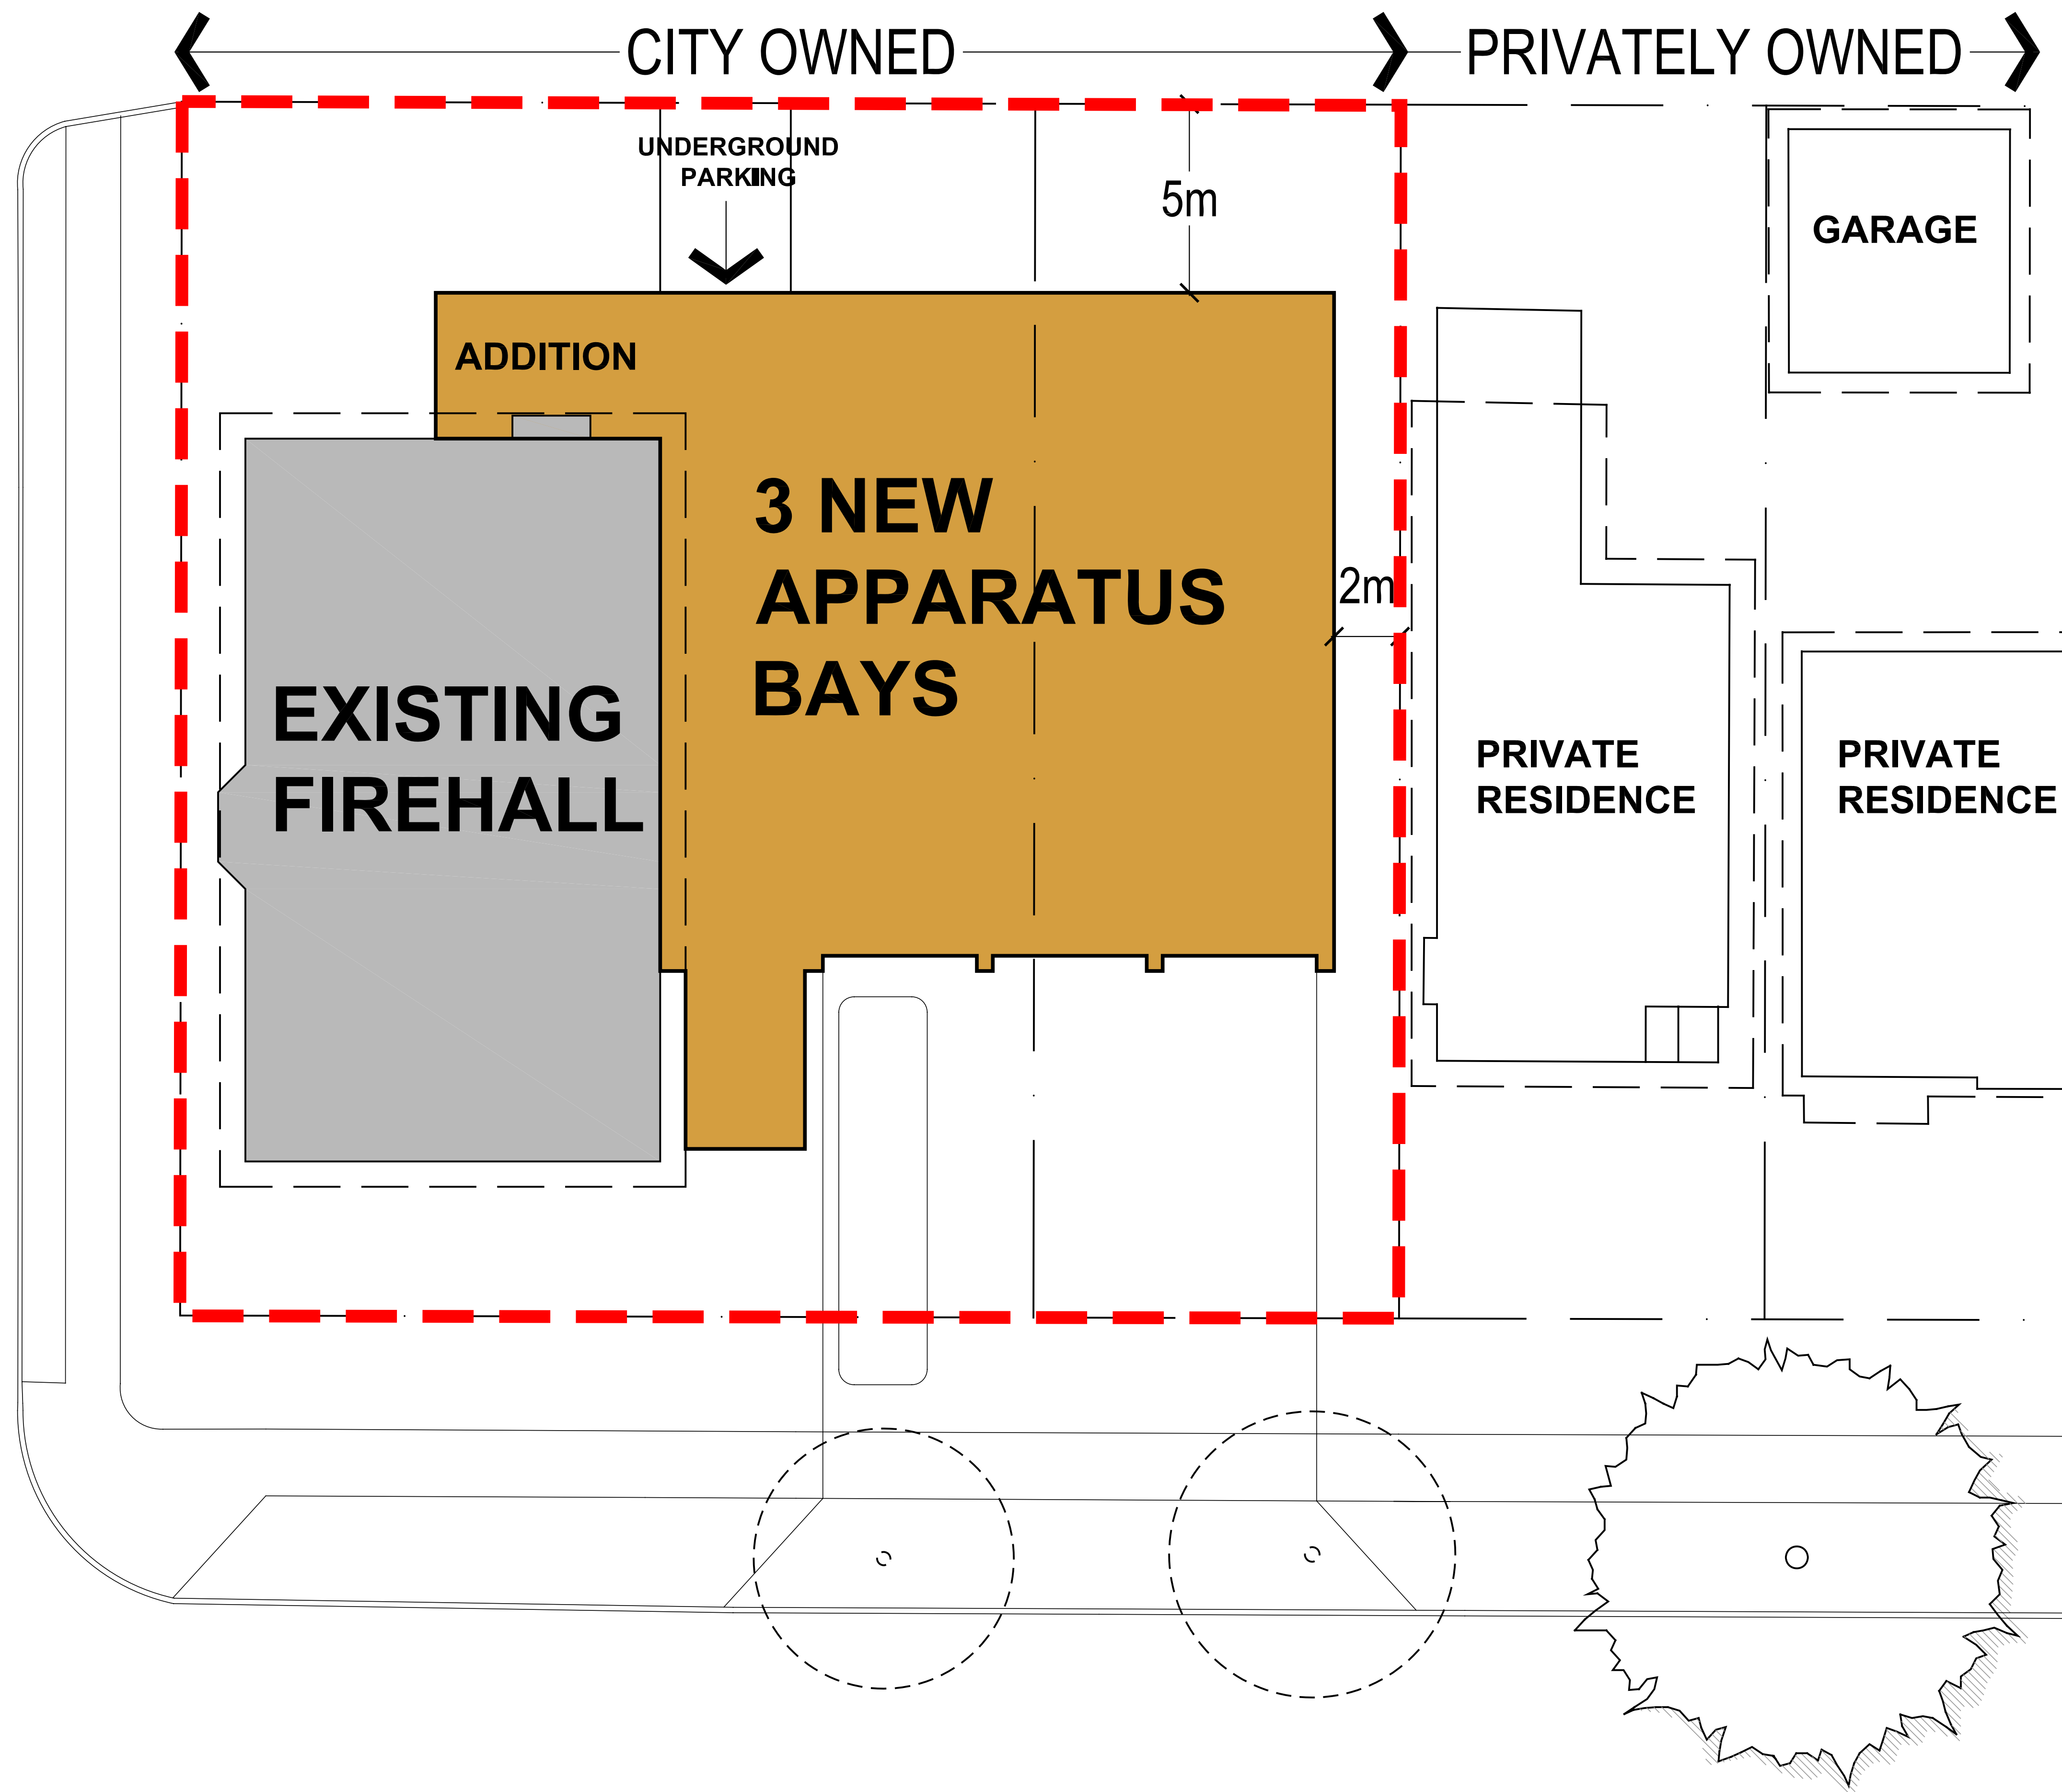 CITY OWNED
PRIVATELY OWNED
UNDERGROUND
PARKING
5m
GARAGE
ADDITION
3 NEW
APPARATUS
BAYS
2m
EXISTING
FIREHALL
PRIVATE
RESIDENCE
PRIVATE
RESIDENCE